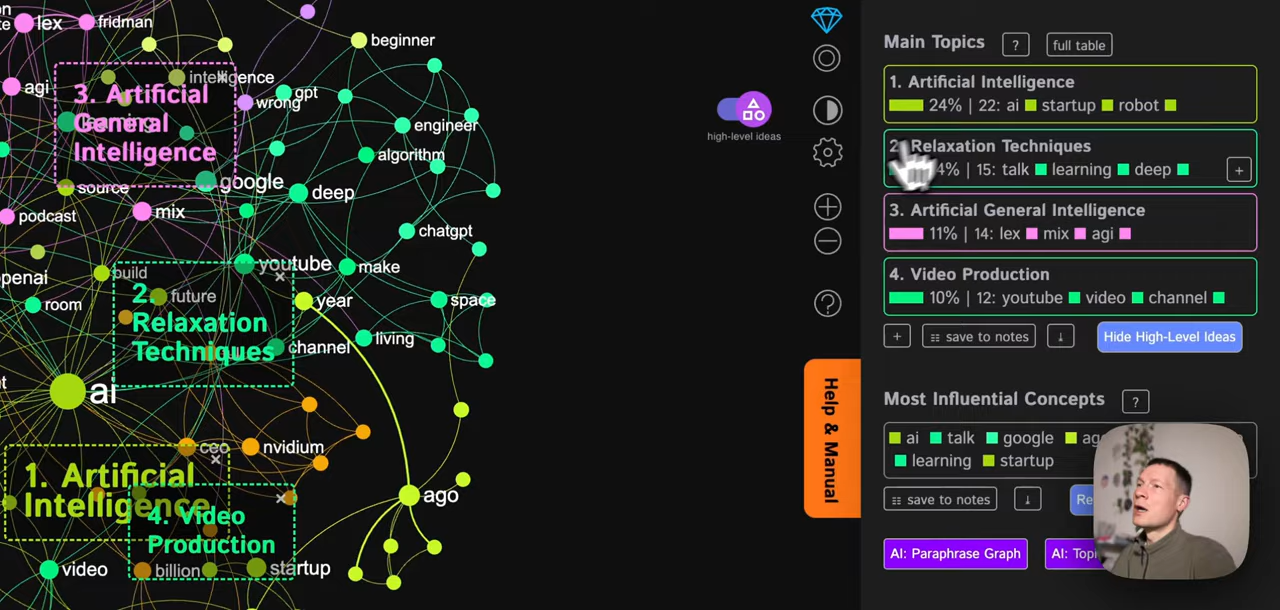 on
te
lex
fridman
beginner
agi
intelligence
wrong
gpt
3. Artificial
General
Intelligence
learning
engineer
algorithm
source
google
deep
podcast
mix
chatgpt
openai
build
youtube
make
room
2.
future
year
space
Relaxation
Techniques
channel
living
ai
ceo
nvidium
1. Artificial
Intelligence
ago
4. Video
Production
video
billion
startup
high-level ideas
Help & Manual
Main Topics
?
full table
1. Artificial Intelligence
24% | 22: ai startup robot
2. Relaxation Techniques
4% | 15: talk learning deep
+
3. Artificial General Intelligence
11% | 14: lex mix agi
4. Video Production
10% | 12: youtube video channel
+
save to notes
↓
Hide High-Level Ideas
Most Influential Concepts
?
ai talk google
learning startup
save to notes
↓
AI: Paraphrase Graph
AI: